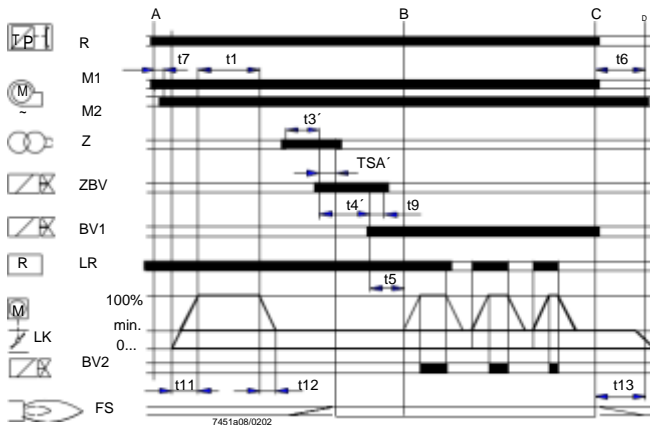 A B C D
T P R
t7 t1 t6
M1
M
~
M2
t3´
Z
TSA´
ZBV
t4´ t9
BV1
R LR
t5
100%
M
min.
LK
0...
BV2
t11 t12 t13
FS
7451a08/0202